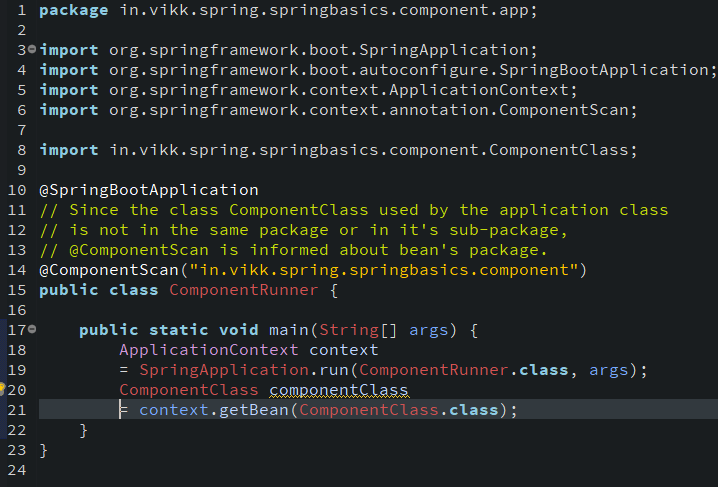 1 package in.vikk.spring.springbasics.component.app;
2
3 import org.springframework.boot.SpringApplication;
4 import org.springframework.boot.autoconfigure.SpringBootApplication;
5 import org.springframework.context.ApplicationContext;
6 import org.springframework.context.annotation.ComponentScan;
7
8 import in.vikk.spring.springbasics.component.ComponentClass;
9
10 @SpringBootApplication
11 // Since the class ComponentClass used by the application class
12 // is not in the same package or in it's sub-package,
13 // @ComponentScan is informed about bean's package.
14 @ComponentScan("in.vikk.spring.springbasics.component")
15 public class ComponentRunner {
16
17     public static void main(String[] args) {
18         ApplicationContext context
19         = SpringApplication.run(ComponentRunner.class, args);
20         ComponentClass componentClass
21         = context.getBean(ComponentClass.class);
22     }
23 }
24